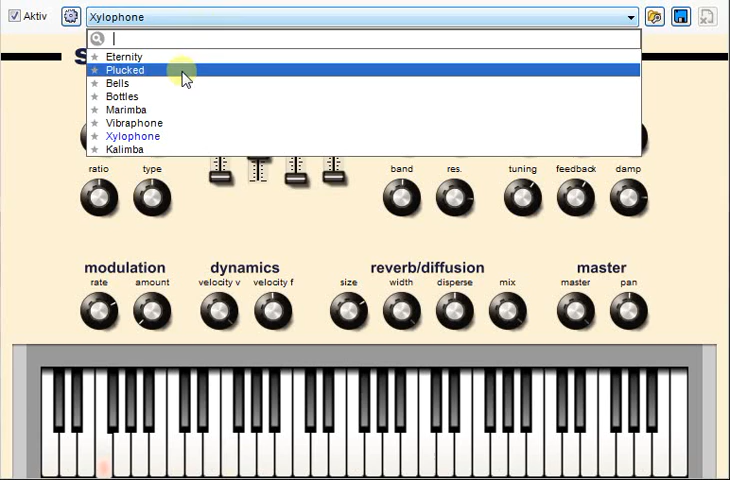 Aktiv
Xylophone
Eternity
Plucked
Bells
Bottles
Marimba
Vibraphone
Xylophone
Kalimba
ratio type band res. tuning feedback damp
modulation dynamics reverb/diffusion master
rate amount velocity v velocity f size width disperse mix master pan